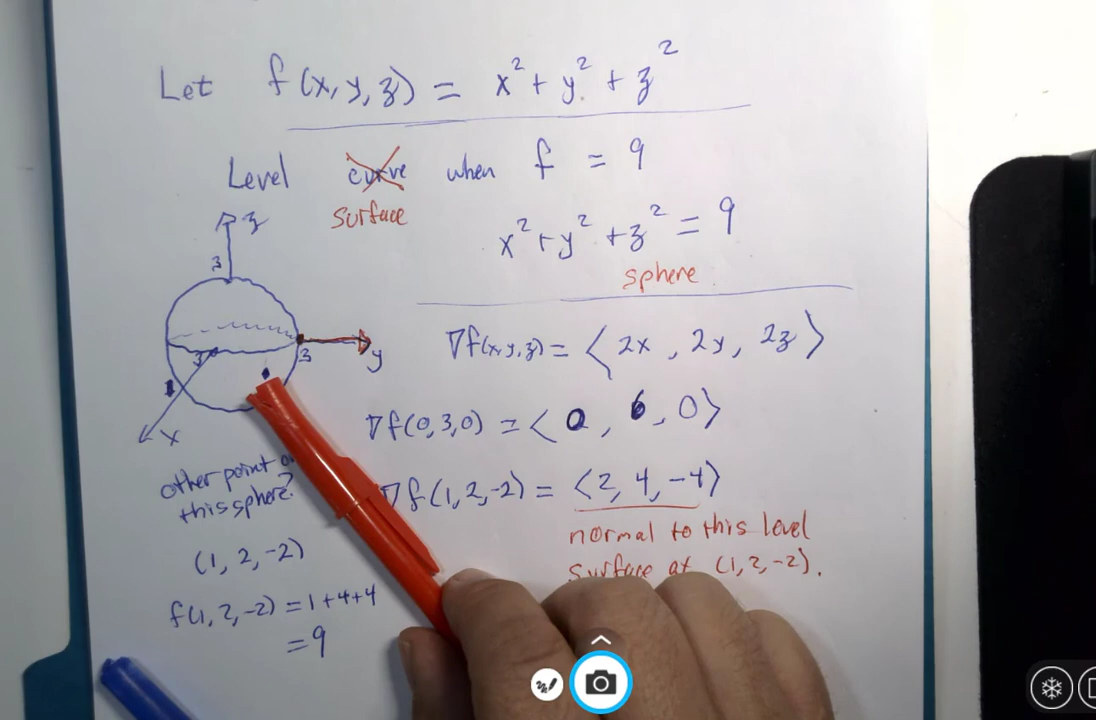 Let f(x, y, z) = x² + y² + z²
Level curve when f = 9
surface
x² + y² + z² = 9
sphere
z
3
3
3
y
x
∇f(x,y,z) = ⟨2x, 2y, 2z⟩
∇f(0,3,0) = ⟨0, 6, 0⟩
∇f(1,2,-2) = ⟨2, 4, -4⟩
normal to this level
surface at (1,2,-2).
other point
this sphere?
(1, 2, -2)
f(1, 2, -2) = 1+4+4
= 9